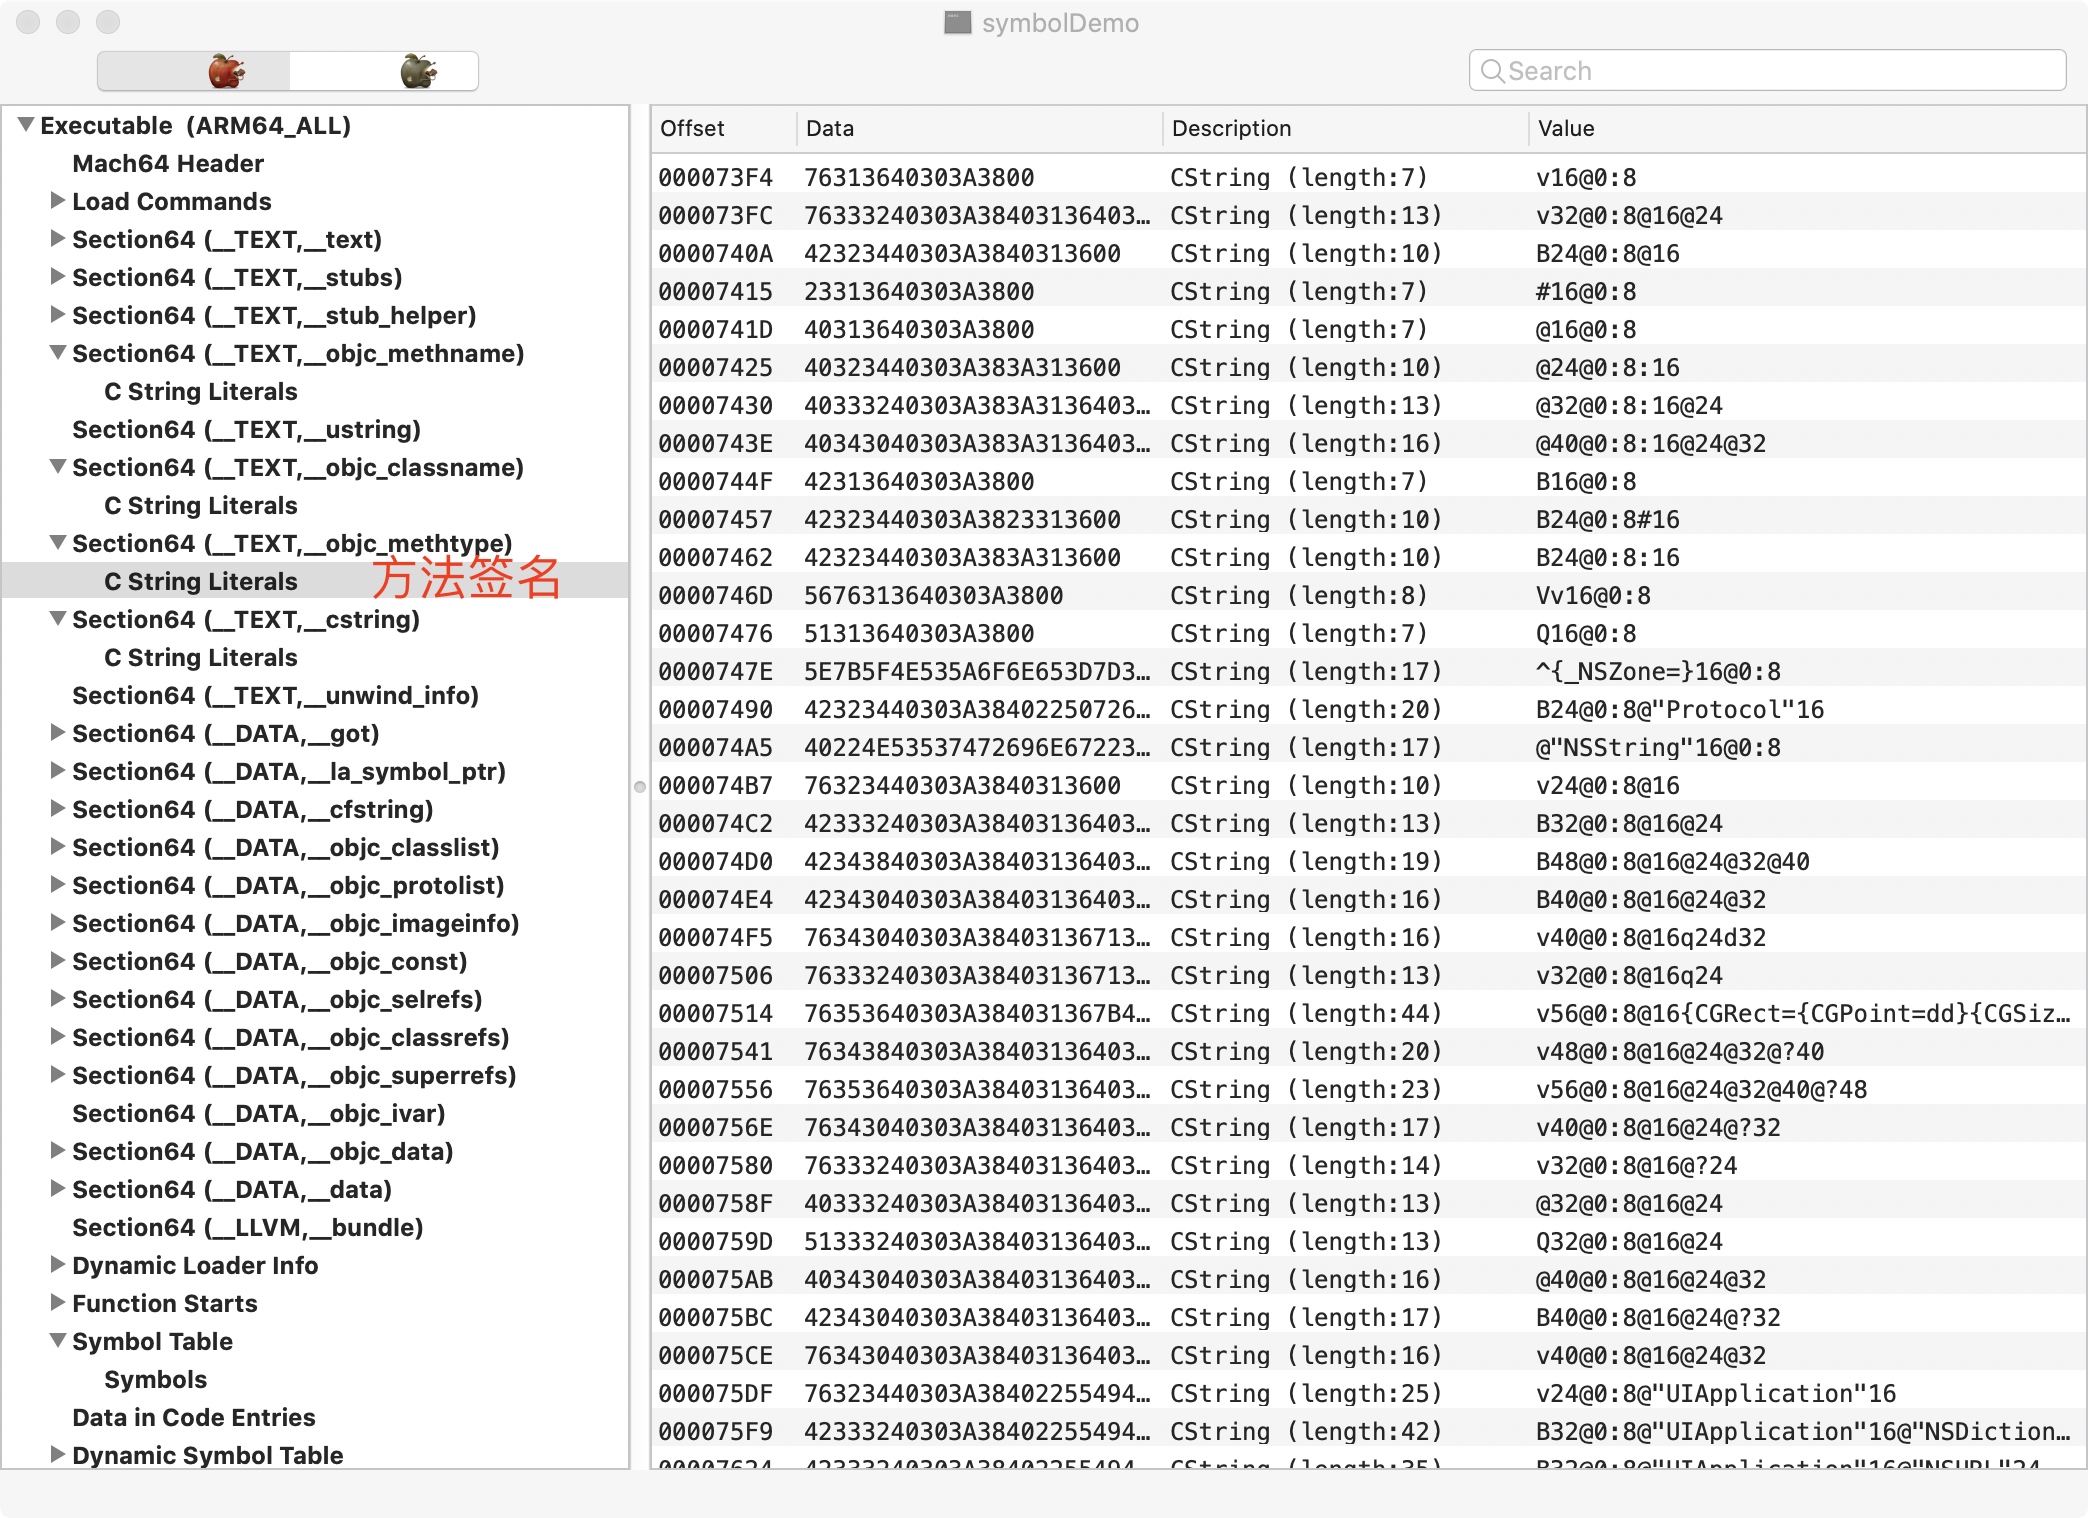 symbolDemo
Search
Executable (ARM64_ALL)
Mach64 Header
Load Commands
Section64 (__TEXT,__text)
Section64 (__TEXT,__stubs)
Section64 (__TEXT,__stub_helper)
Section64 (__TEXT,__objc_methname)
C String Literals
Section64 (__TEXT,__ustring)
Section64 (__TEXT,__objc_classname)
C String Literals
Section64 (__TEXT,__objc_methtype)
C String Literals 方法签名
Section64 (__TEXT,__cstring)
C String Literals
Section64 (__TEXT,__unwind_info)
Section64 (__DATA,__got)
Section64 (__DATA,__la_symbol_ptr)
Section64 (__DATA,__cfstring)
Section64 (__DATA,__objc_classlist)
Section64 (__DATA,__objc_protolist)
Section64 (__DATA,__objc_imageinfo)
Section64 (__DATA,__objc_const)
Section64 (__DATA,__objc_selrefs)
Section64 (__DATA,__objc_classrefs)
Section64 (__DATA,__objc_superrefs)
Section64 (__DATA,__objc_ivar)
Section64 (__DATA,__objc_data)
Section64 (__DATA,__data)
Section64 (__LLVM,__bundle)
Dynamic Loader Info
Function Starts
Symbol Table
Symbols
Data in Code Entries
Dynamic Symbol Table
Offset Data Description Value
000073F4 76313640303A3800 CString (length:7) v16@0:8
000073FC 76333240303A38403136403… CString (length:13) v32@0:8@16@24
0000740A 42323440303A3840313600 CString (length:10) B24@0:8@16
00007415 23313640303A3800 CString (length:7) #16@0:8
0000741D 40313640303A3800 CString (length:7) @16@0:8
00007425 40323440303A383A313600 CString (length:10) @24@0:8:16
00007430 40333240303A383A3136403… CString (length:13) @32@0:8:16@24
0000743E 40343040303A383A3136403… CString (length:16) @40@0:8:16@24@32
0000744F 42313640303A3800 CString (length:7) B16@0:8
00007457 42323440303A3823313600 CString (length:10) B24@0:8#16
00007462 42323440303A383A313600 CString (length:10) B24@0:8:16
0000746D 5676313640303A3800 CString (length:8) Vv16@0:8
00007476 51313640303A3800 CString (length:7) Q16@0:8
0000747E 5E7B5F4E535A6F6E653D7D3… CString (length:17) ^{_NSZone=}16@0:8
00007490 42323440303A38402250726… CString (length:20) B24@0:8@"Protocol"16
000074A5 40224E53537472696E67223… CString (length:17) @"NSString"16@0:8
000074B7 76323440303A3840313600 CString (length:10) v24@0:8@16
000074C2 42333240303A38403136403… CString (length:13) B32@0:8@16@24
000074D0 42343840303A38403136403… CString (length:19) B48@0:8@16@24@32@40
000074E4 42343040303A38403136403… CString (length:16) B40@0:8@16@24@32
000074F5 76343040303A38403136713… CString (length:16) v40@0:8@16q24d32
00007506 76333240303A38403136713… CString (length:13) v32@0:8@16q24
00007514 76353640303A384031367B4… CString (length:44) v56@0:8@16{CGRect={CGPoint=dd}{CGSiz…
00007541 76343840303A38403136403… CString (length:20) v48@0:8@16@24@32@?40
00007556 76353640303A38403136403… CString (length:23) v56@0:8@16@24@32@40@?48
0000756E 76343040303A38403136403… CString (length:17) v40@0:8@16@24@?32
00007580 76333240303A38403136403… CString (length:14) v32@0:8@16@?24
0000758F 40333240303A38403136403… CString (length:13) @32@0:8@16@24
0000759D 51333240303A38403136403… CString (length:13) Q32@0:8@16@24
000075AB 40343040303A38403136403… CString (length:16) @40@0:8@16@24@32
000075BC 42343040303A38403136403… CString (length:17) B40@0:8@16@24@?32
000075CE 76343040303A38403136403… CString (length:16) v40@0:8@16@24@32
000075DF 76323440303A38402255494… CString (length:25) v24@0:8@"UIApplication"16
000075F9 42333240303A38402255494… CString (length:42) B32@0:8@"UIApplication"16@"NSDiction…
00007624 42333240303A38402255494… CString (length:35) B32@0:8@"UIApplication"16@"NSURL"24